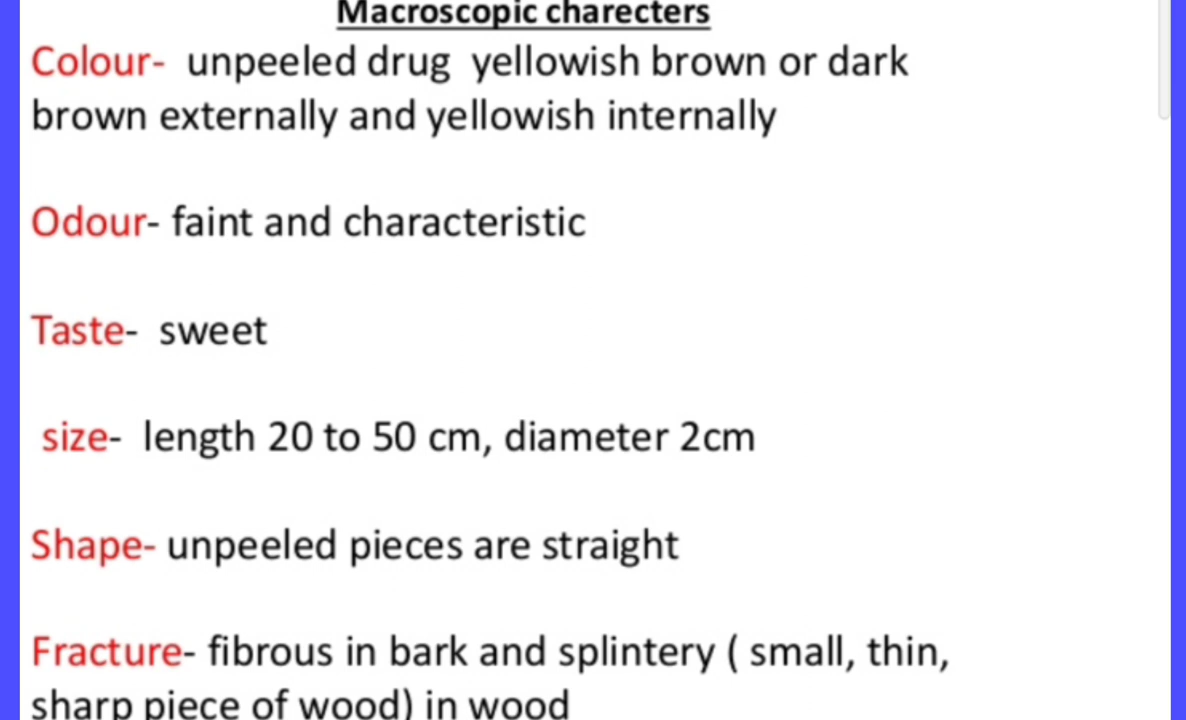 Macroscopic charecters
Colour-  unpeeled drug  yellowish brown or dark
brown externally and yellowish internally
Odour- faint and characteristic
Taste-  sweet
size-  length 20 to 50 cm, diameter 2cm
Shape- unpeeled pieces are straight
Fracture- fibrous in bark and splintery ( small, thin,
sharp piece of wood) in wood